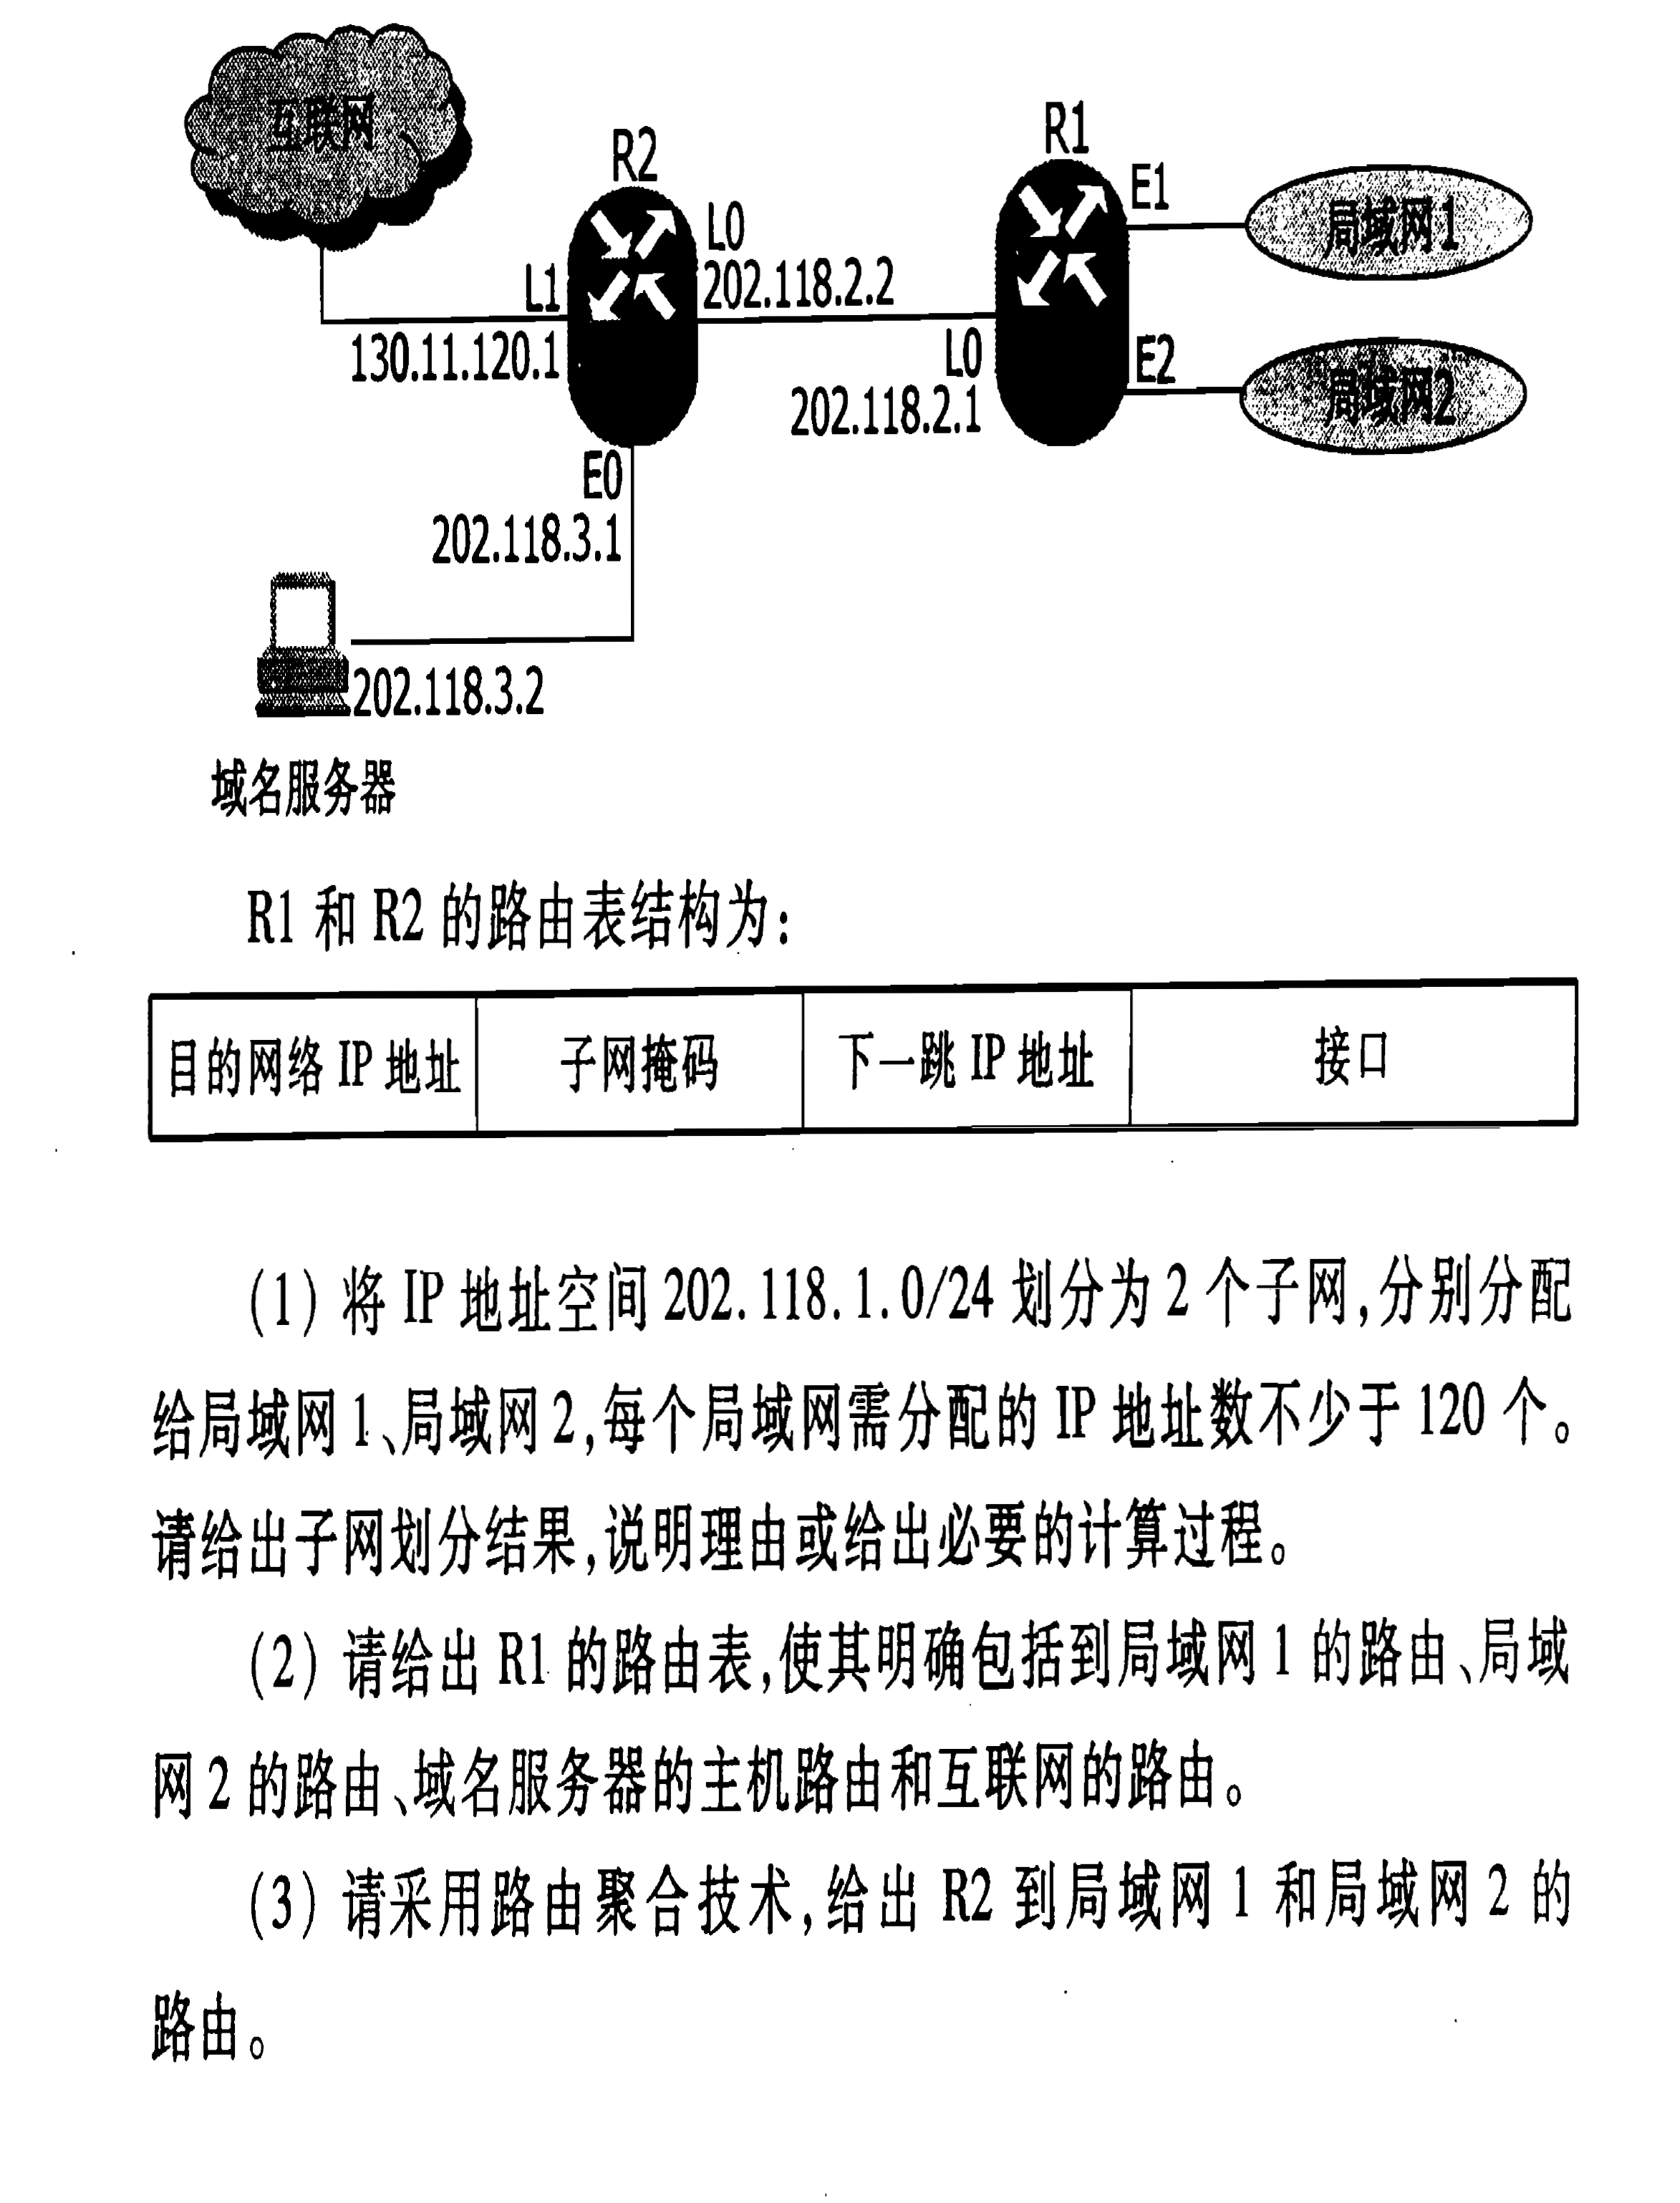 互联网
R2
R1
E1
局域网1
L0
202.118.2.2
L1
130.11.120.1
L0
202.118.2.1
E2
局域网2
E0
202.118.3.1
202.118.3.2
域名服务器
R1 和 R2 的路由表结构为:
目的网络 IP 地址 子网掩码 下一跳 IP 地址 接口
(1) 将 IP 地址空间 202.118.1.0/24 划分为 2 个子网,分别分配
给局域网 1、局域网 2,每个局域网需分配的 IP 地址数不少于 120 个。
请给出子网划分结果,说明理由或给出必要的计算过程。
(2) 请给出 R1 的路由表,使其明确包括到局域网 1 的路由、局域
网 2 的路由、域名服务器的主机路由和互联网的路由。
(3) 请采用路由聚合技术,给出 R2 到局域网 1 和局域网 2 的
路由。